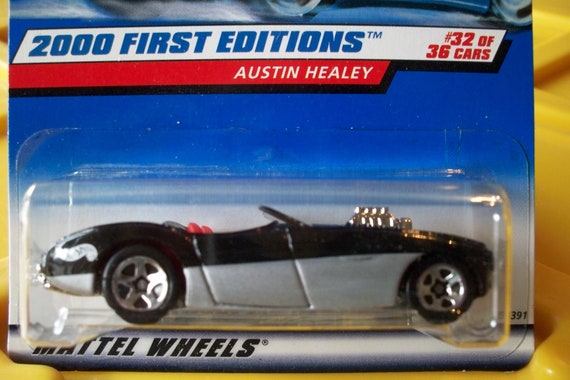 2000 FIRST EDITIONS™
#32 OF
36 CARS
AUSTIN HEALEY
391
MATTEL WHEELS®